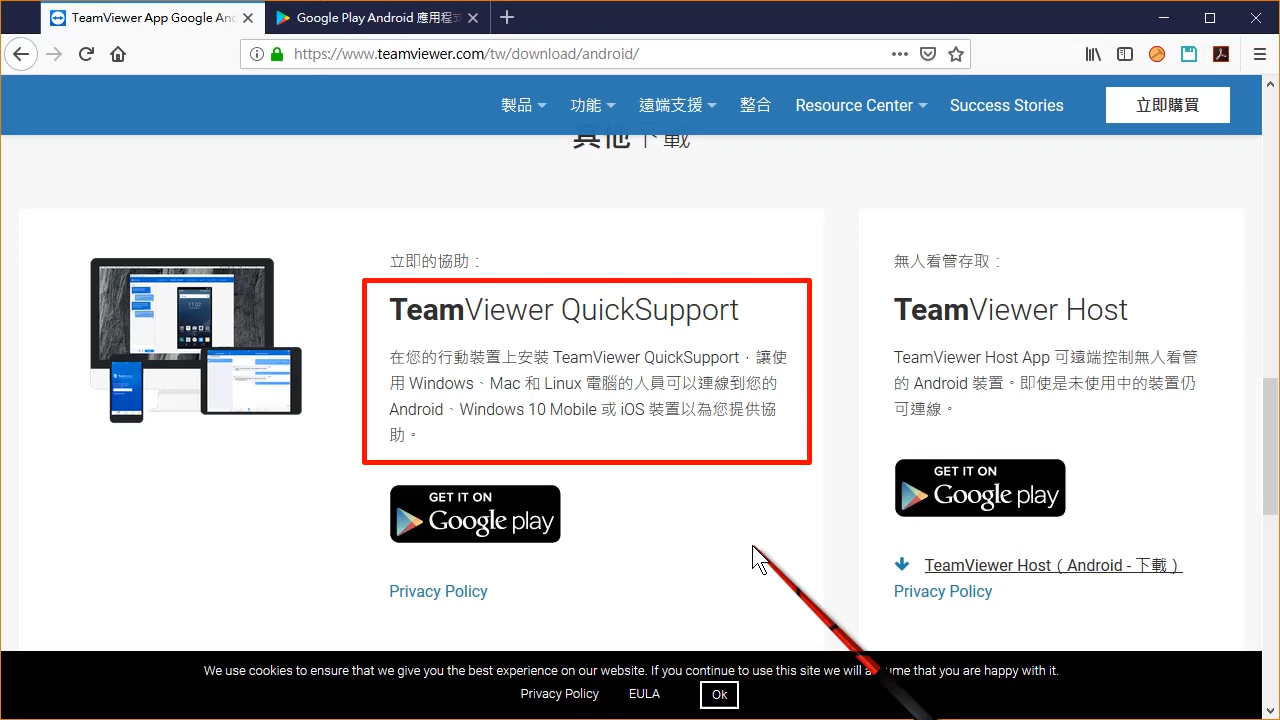 TeamViewer App Google And
Google Play Android 應用程式
https://www.teamviewer.com/tw/download/android/
製品
功能
遠端支援
整合
Resource Center
Success Stories
立即購買
其他下載
立即的協助：
TeamViewer QuickSupport
在您的行動裝置上安裝 TeamViewer QuickSupport，讓使
用 Windows、Mac 和 Linux 電腦的人員可以連線到您的
Android、Windows 10 Mobile 或 iOS 裝置以為您提供協
助。
GET IT ON
Google play
Privacy Policy
無人看管存取：
TeamViewer Host
TeamViewer Host App 可遠端控制無人看管
的 Android 裝置。即使是未使用中的裝置仍
可連線。
GET IT ON
Google play
TeamViewer Host（Android - 下載）
Privacy Policy
We use cookies to ensure that we give you the best experience on our website. If you continue to use this site we will assume that you are happy with it.
Privacy Policy
EULA
Ok